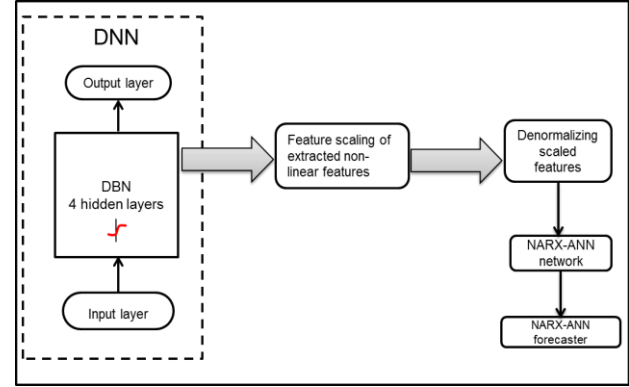 DNN
Output layer
DBN
4 hidden layers
Input layer
Feature scaling of
extracted non-
linear features
Denormalizing
scaled
features
NARX-ANN
network
NARX-ANN
forecaster